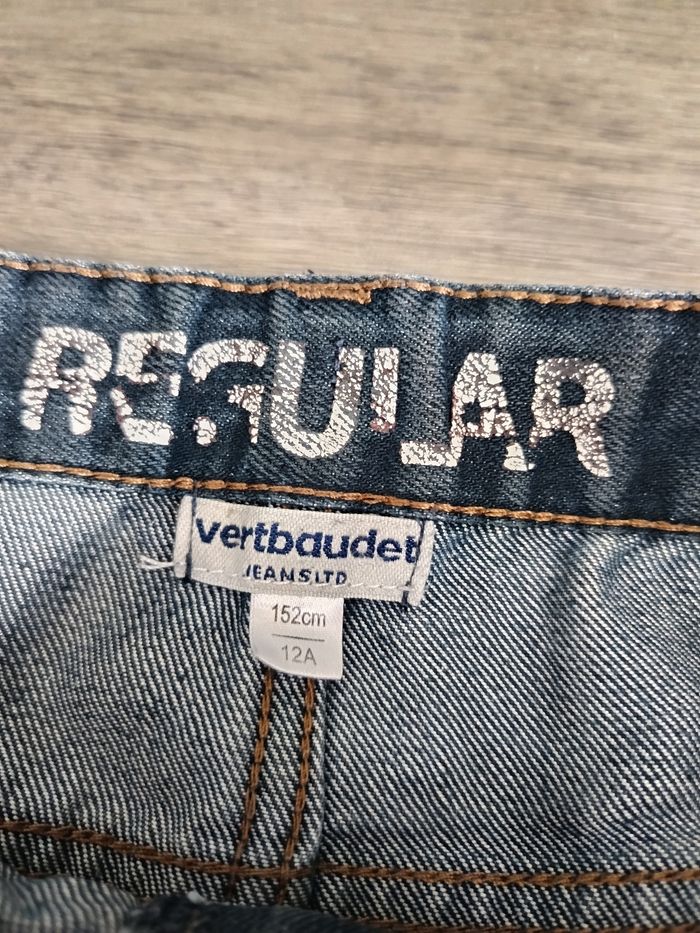 REGULAR
vertbaudet
JEANS LTD
152cm
12A